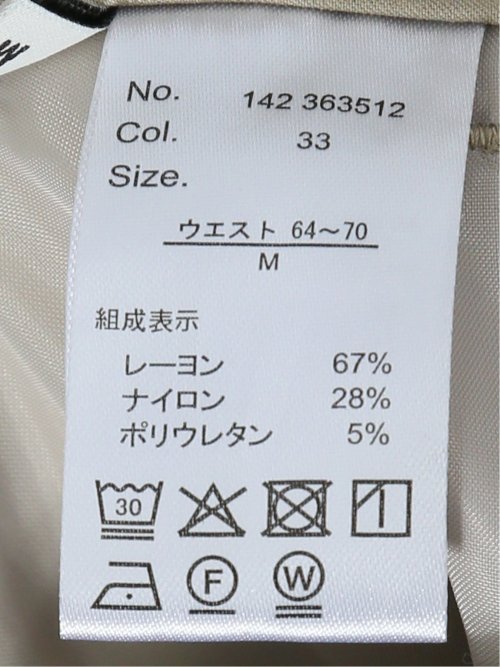 No. 142 363512
Col. 33
Size.
ウエスト 64～70
M
組成表示
レーヨン 67%
ナイロン 28%
ポリウレタン 5%
30
F W